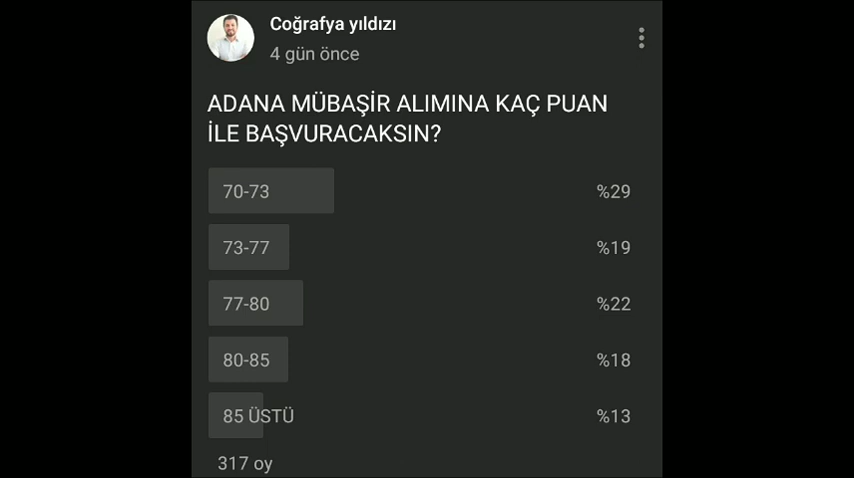 Coğrafya yıldızı
4 gün önce
ADANA MÜBAŞİR ALIMINA KAÇ PUAN
İLE BAŞVURACAKSIN?
70-73 %29
73-77 %19
77-80 %22
80-85 %18
85 ÜSTÜ %13
317 oy